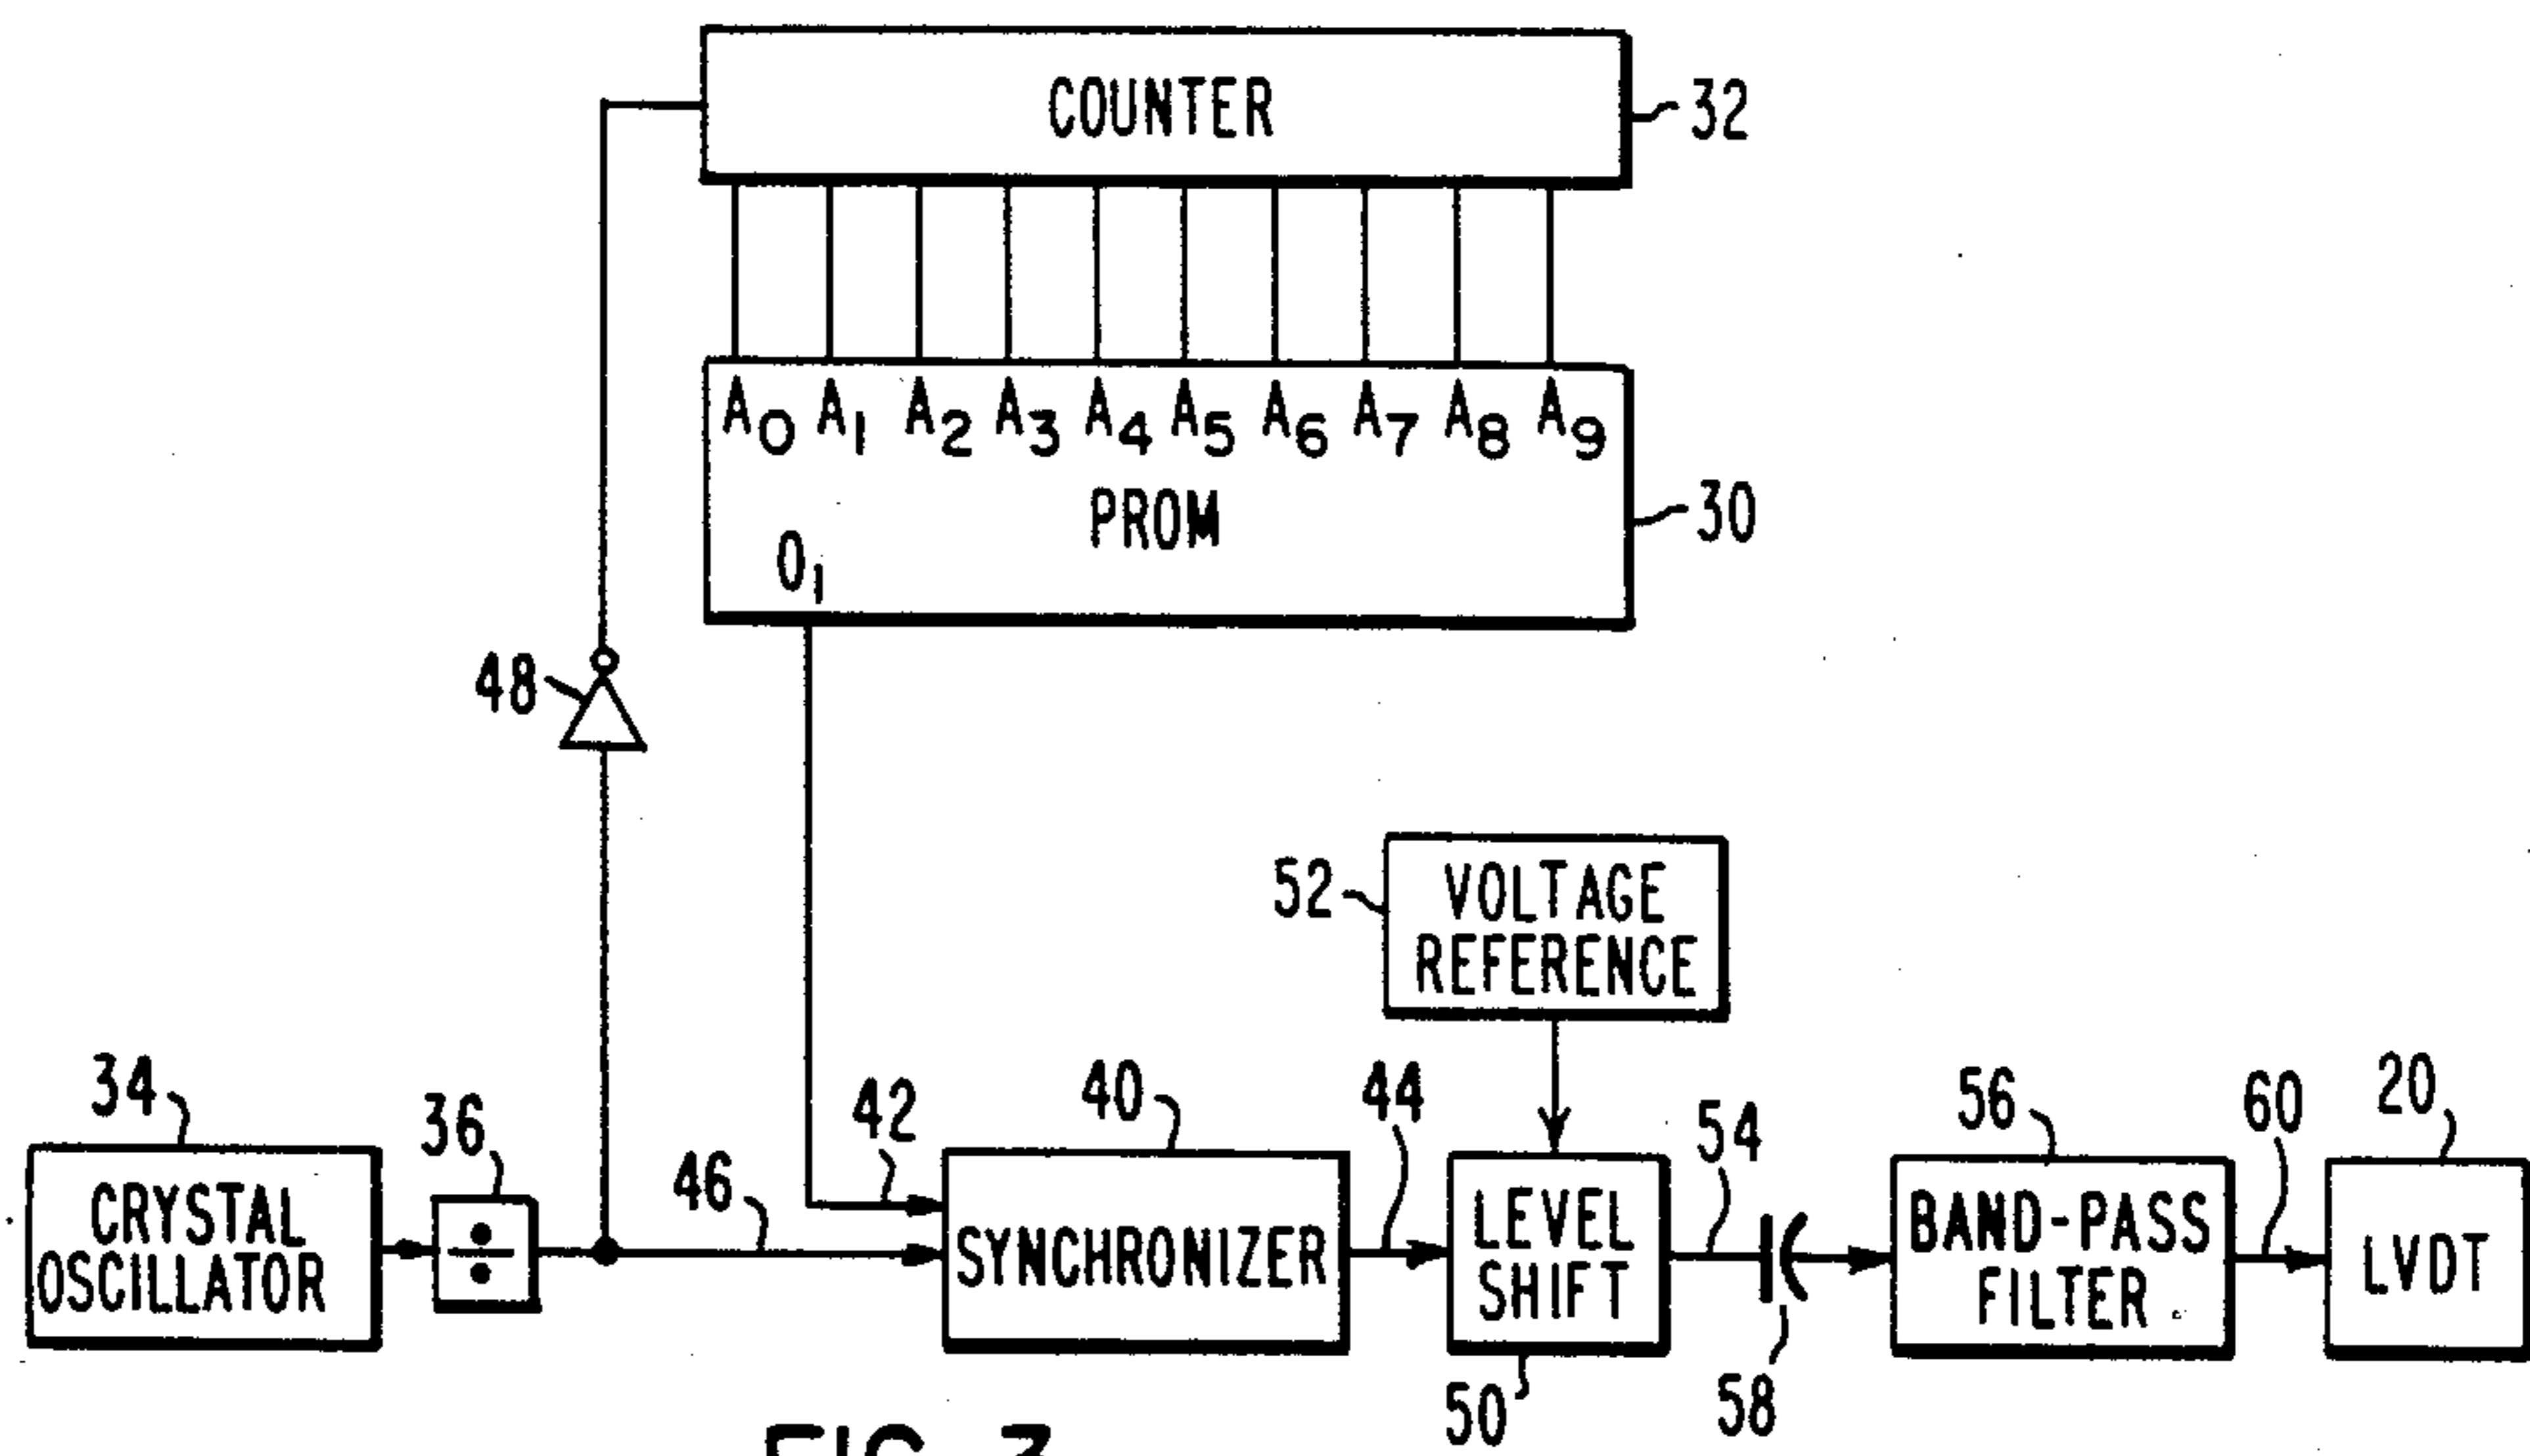 COUNTER
32
A0 A1 A2 A3 A4 A5 A6 A7 A8 A9
PROM
30
O1
48
52
VOLTAGE
REFERENCE
34
36
46
42
40
44
54
56
60
20
CRYSTAL
OSCILLATOR
÷
SYNCHRONIZER
LEVEL
SHIFT
BAND-PASS
FILTER
LVDT
50
58
FIG. 3